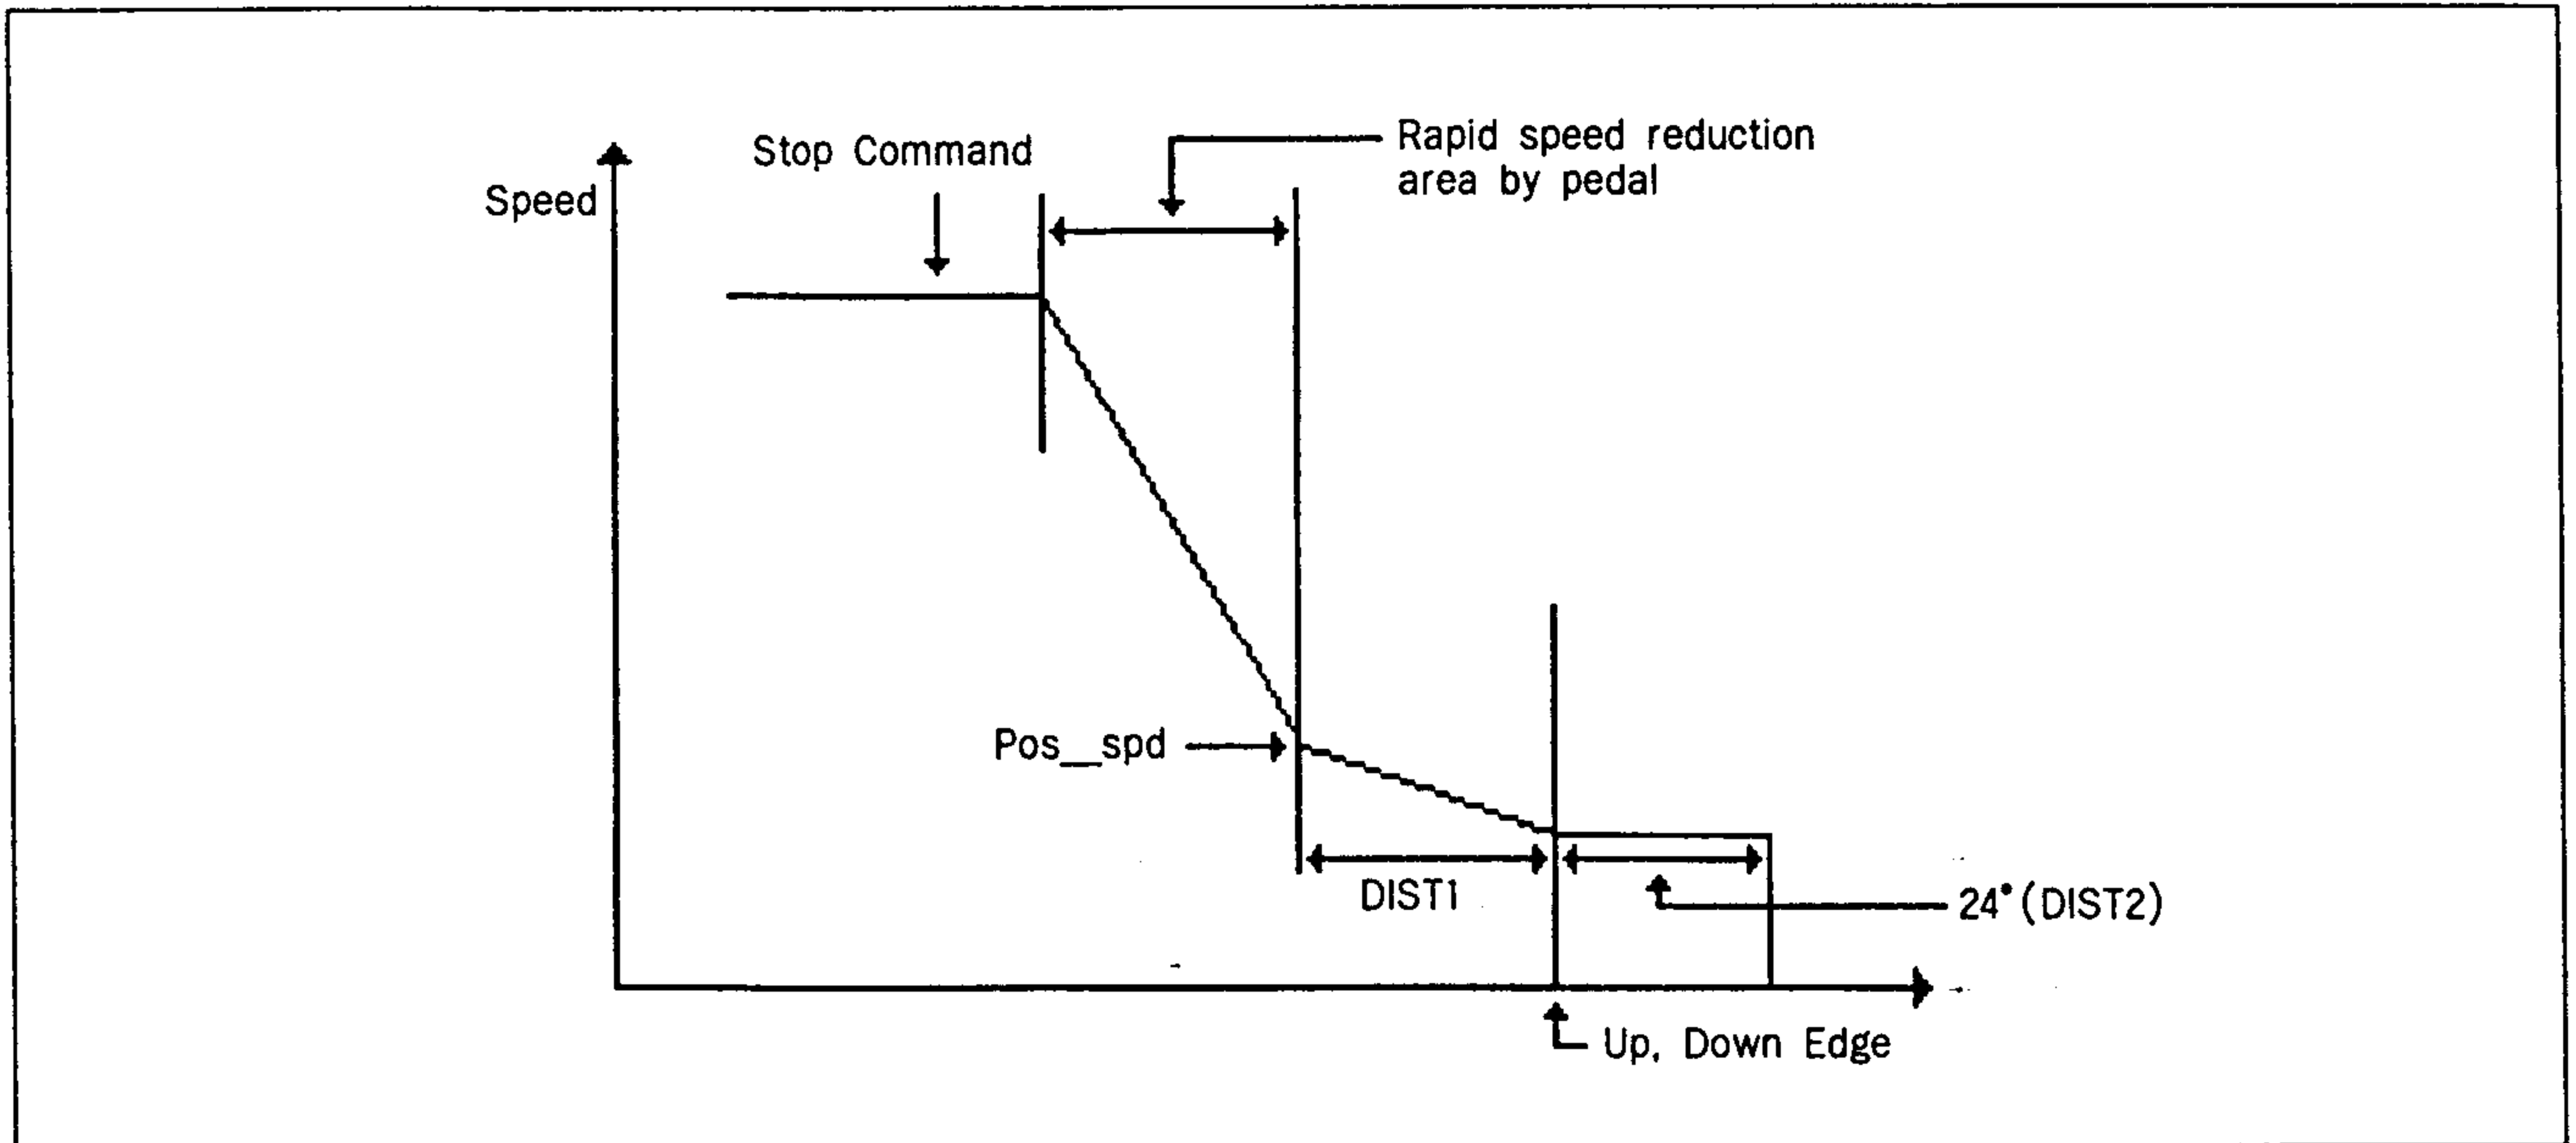 Stop Command
Rapid speed reduction
area by pedal
Speed
Pos__spd
DIST1
24°(DIST2)
Up, Down Edge